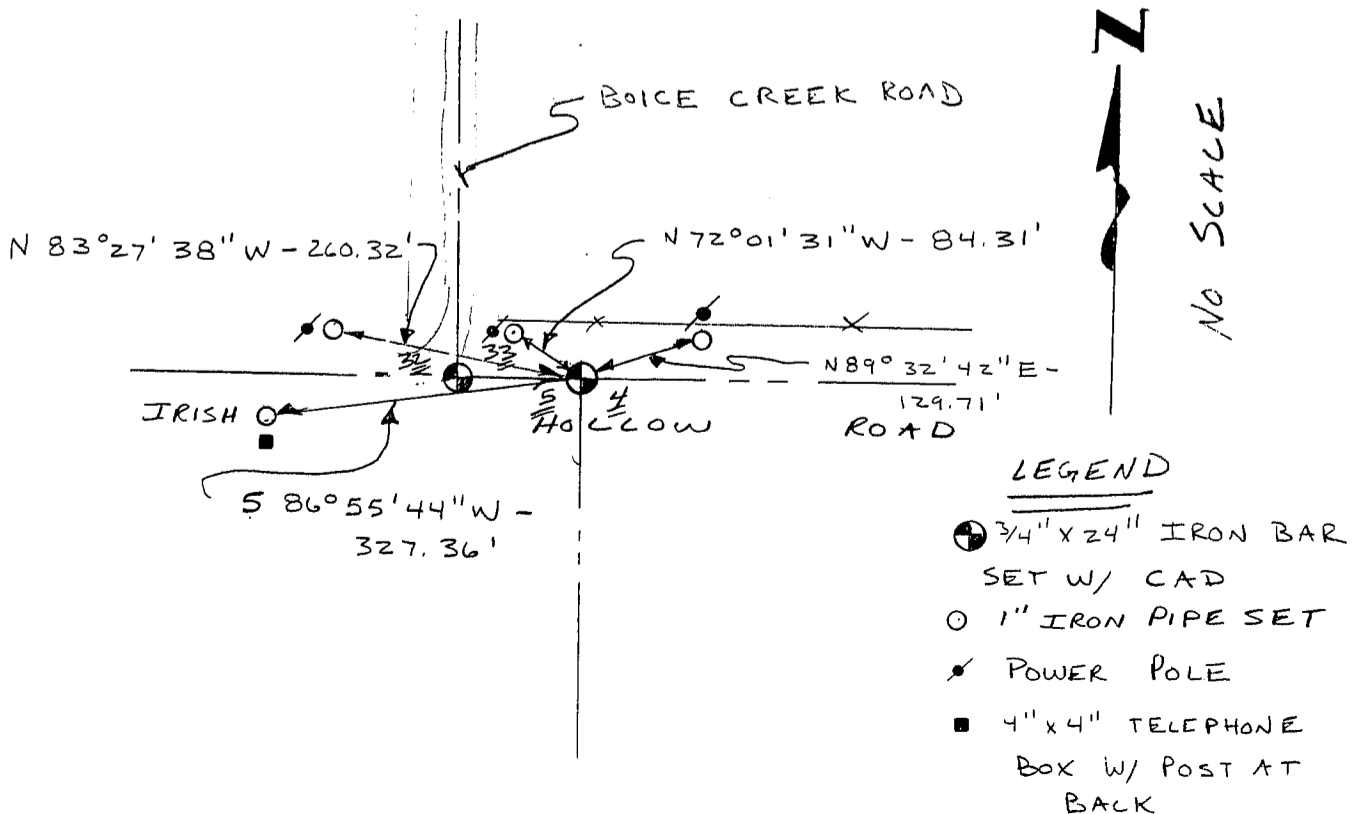 N
NO SCALE
BOICE CREEK ROAD
N 83°27'38"W - 260.32'
N 72°01'31"W - 84.31'
32
33
N 89° 32' 42" E -
129.71'
5
4
IRISH
HOLLOW
ROAD
S 86°55'44"W -
327.36'
LEGEND
3/4" X 24" IRON BAR
SET W/ CAD
1" IRON PIPE SET
POWER POLE
4" x 4" TELEPHONE
BOX W/ POST AT
BACK